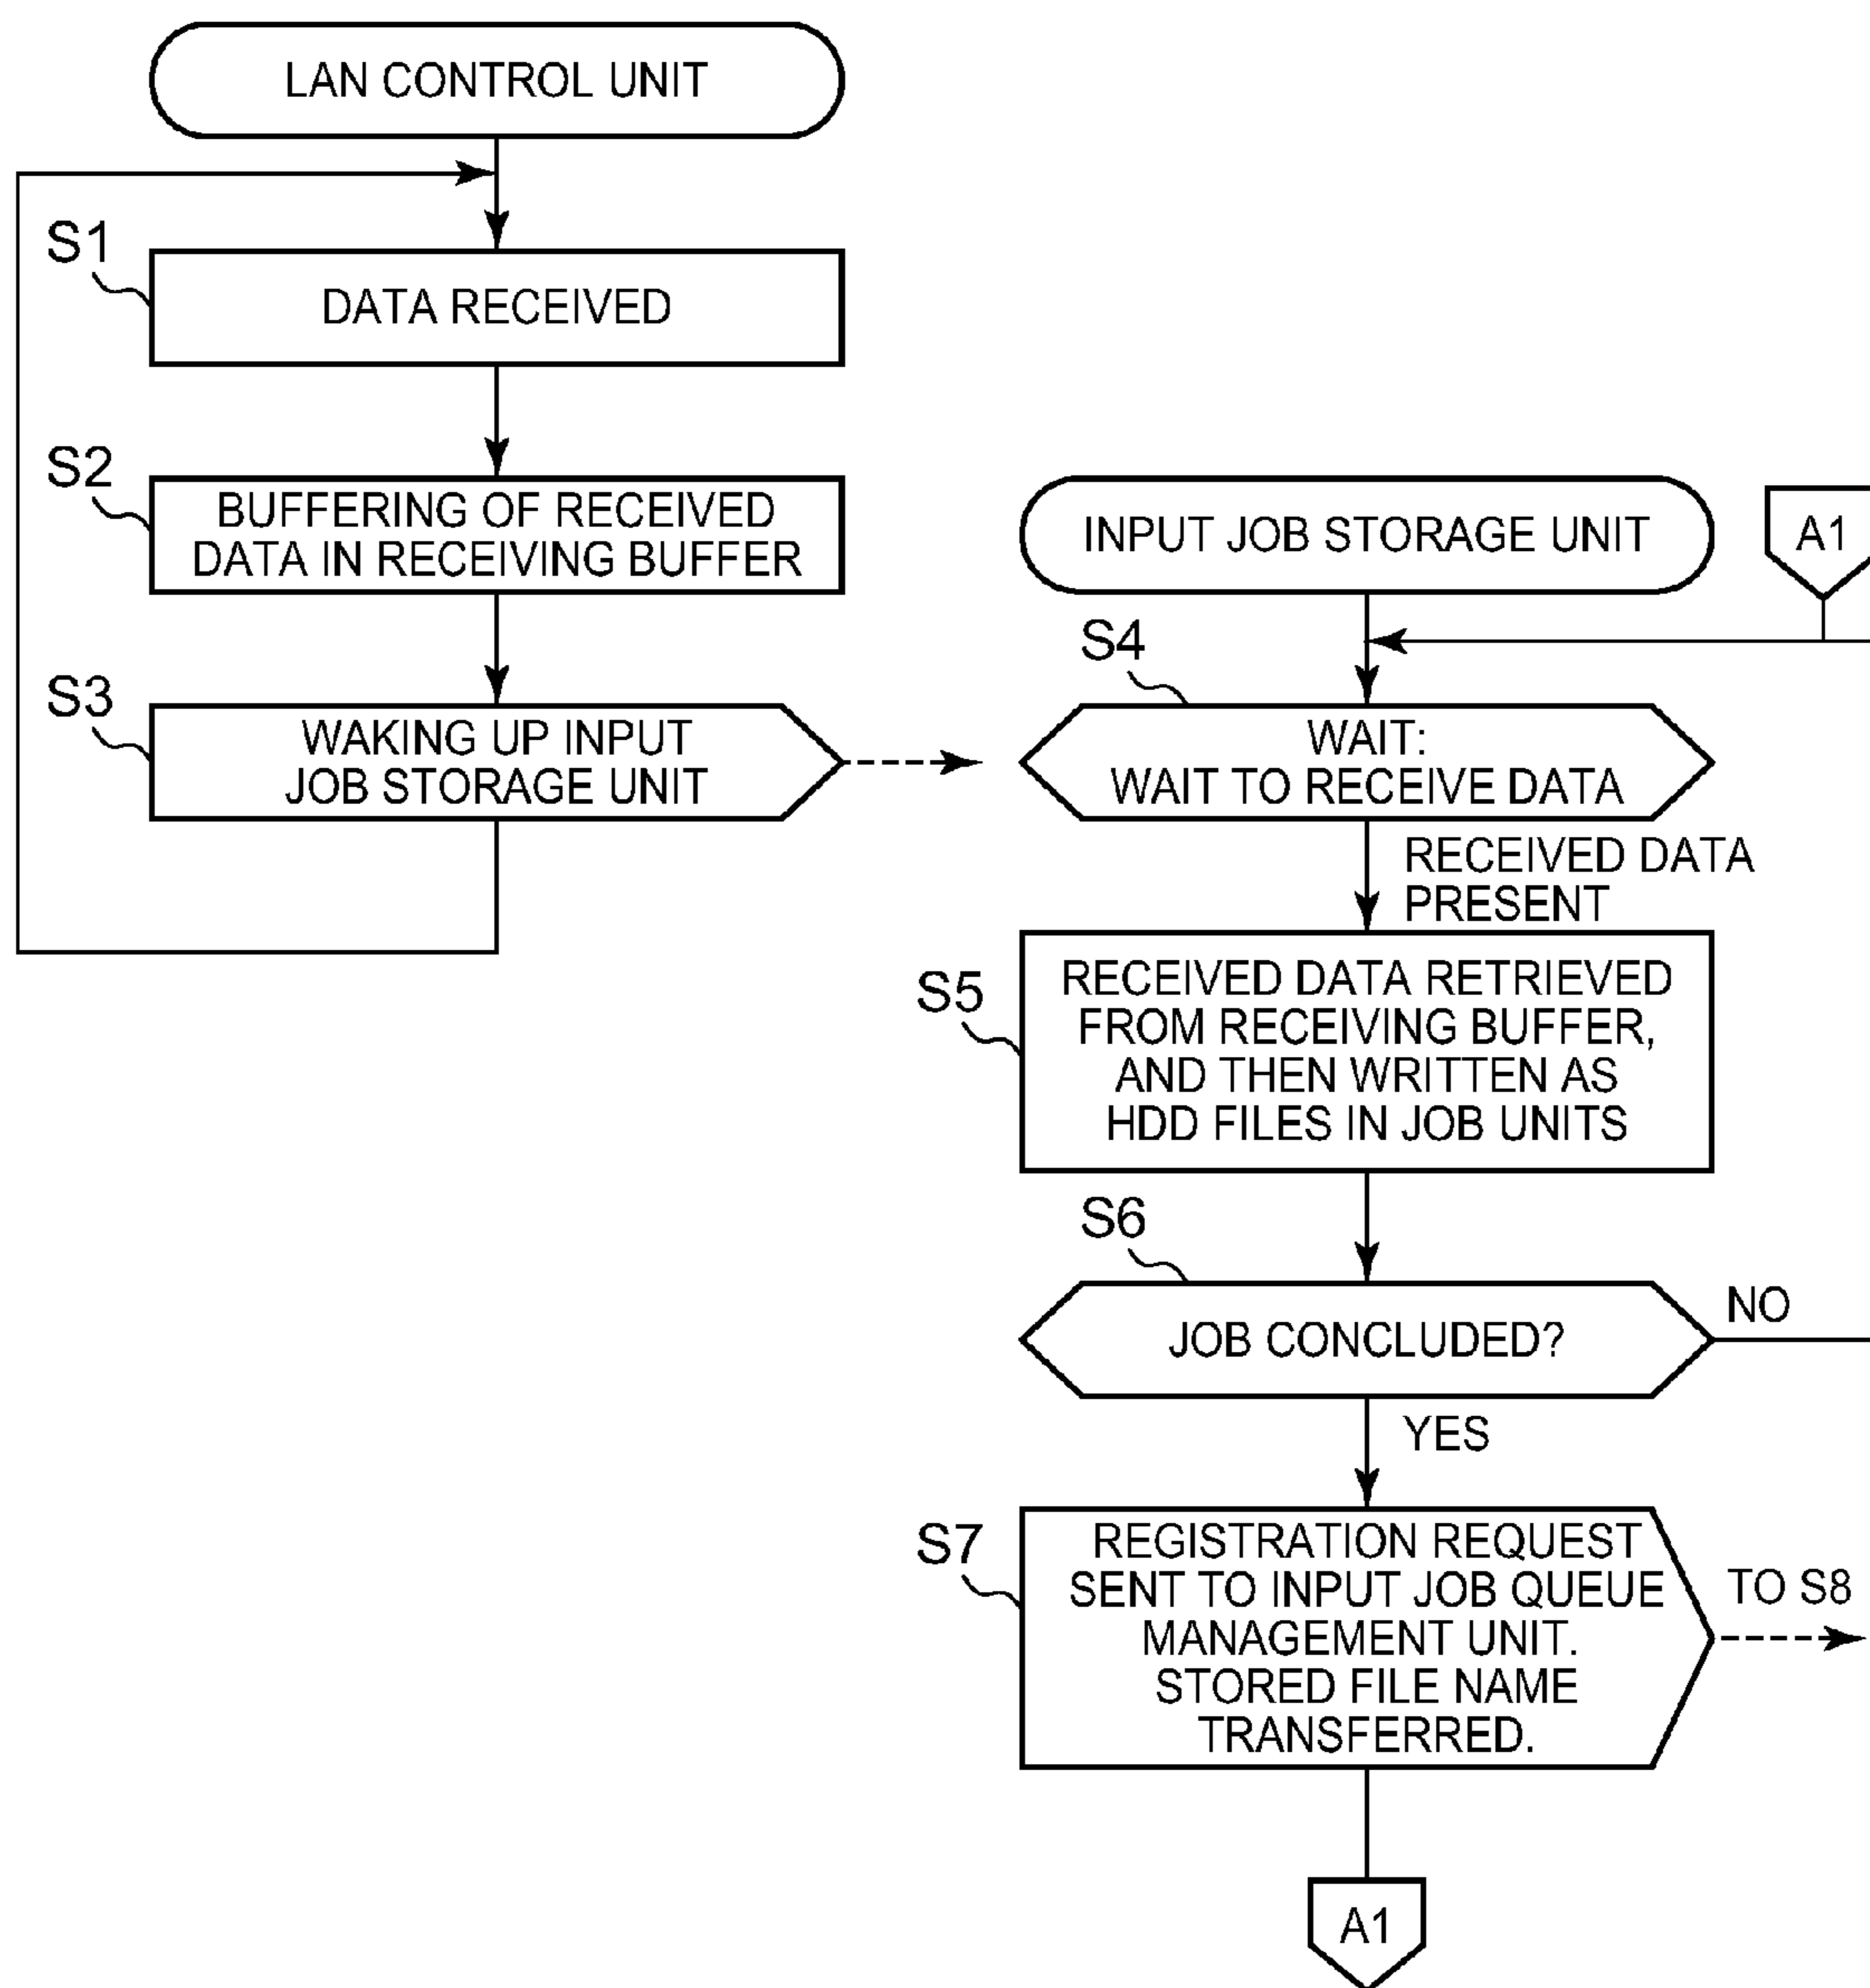 LAN CONTROL UNIT
S1
DATA RECEIVED
S2
BUFFERING OF RECEIVED
DATA IN RECEIVING BUFFER
S3
WAKING UP INPUT
JOB STORAGE UNIT
INPUT JOB STORAGE UNIT
A1
S4
WAIT:
WAIT TO RECEIVE DATA
RECEIVED DATA
PRESENT
S5
RECEIVED DATA RETRIEVED
FROM RECEIVING BUFFER,
AND THEN WRITTEN AS
HDD FILES IN JOB UNITS
S6
JOB CONCLUDED?
NO
YES
S7
REGISTRATION REQUEST
SENT TO INPUT JOB QUEUE
MANAGEMENT UNIT.
STORED FILE NAME
TRANSFERRED.
TO S8
A1